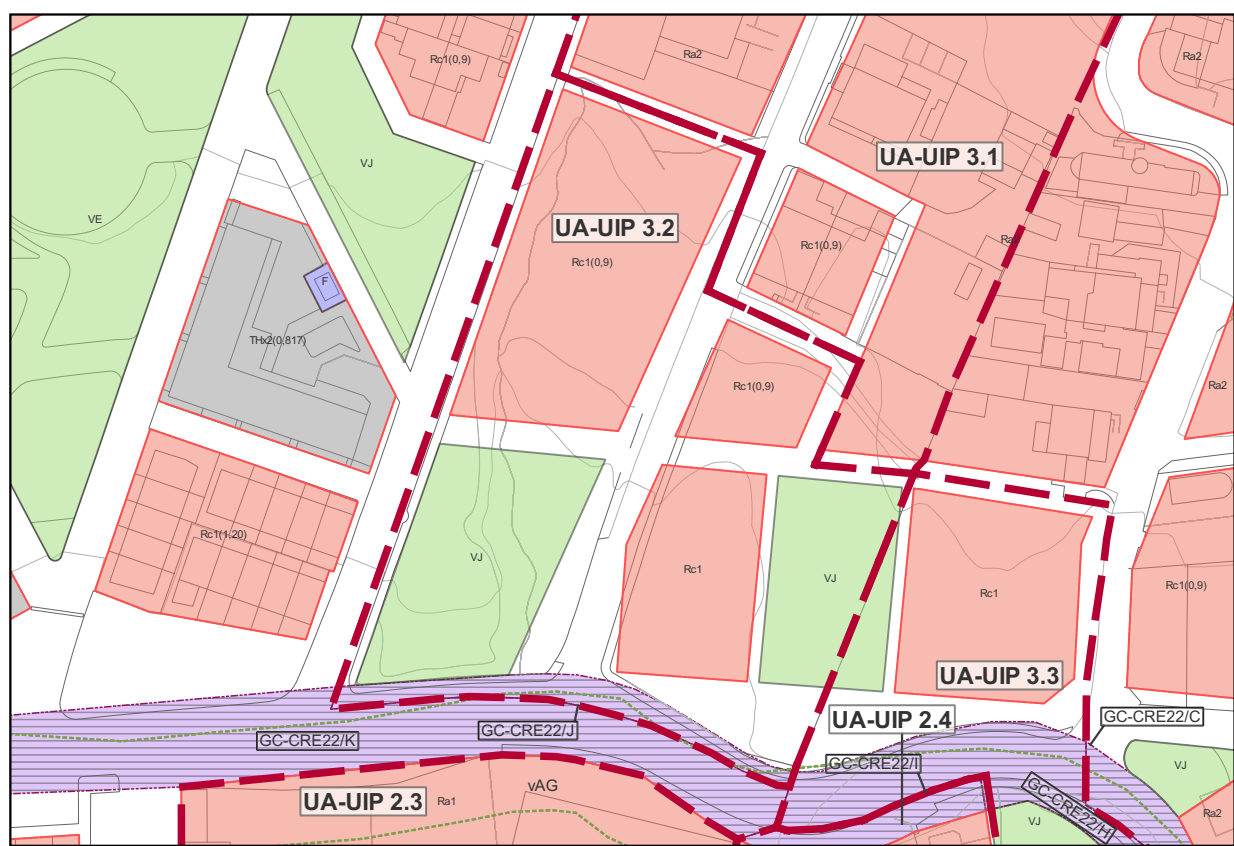 Rc1(0,9)
Ra2
Ra2
UA-UIP 3.1
VJ
VE
UA-UIP 3.2
Rc1(0,9)
Rc1(0,9)
F
THx2(0,817)
Rc1(0,9)
Ra2
Rc1(1,20)
VJ
Rc1
VJ
Rc1
Rc1(0,9)
UA-UIP 3.3
UA-UIP 2.4
GC-CRE22/C
GC-CRE22/J
GC-CRE22/K
GC-CRE22/I
VJ
UA-UIP 2.3
Ra1
vAG
GC-CRE22/H
VJ
Ra2